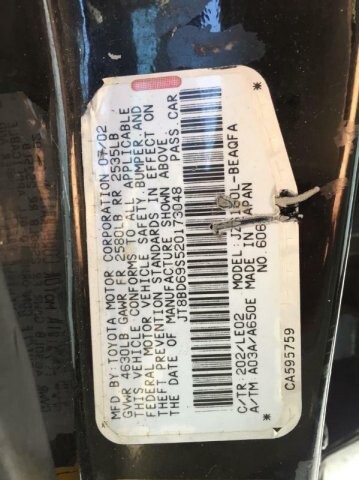 MFD BY: TOYOTA MOTOR CORPORATION 04/02
GVWR 4630LB GAWR FR 2580LB RR 2535LB
THIS VEHICLE CONFORMS TO ALL APPLICABLE
FEDERAL MOTOR VEHICLE SAFETY, BUMPER, AND
THEFT PREVENTION STANDARDS IN EFFECT ON
THE DATE OF MANUFACTURE SHOWN ABOVE.
JT8BD69S520173048 PASS. CAR
C/TR: 202/LE02 MODEL: L-BEAQFA
A/TM A03A/A650E MADE IN JAPAN
NO 606
CA595759